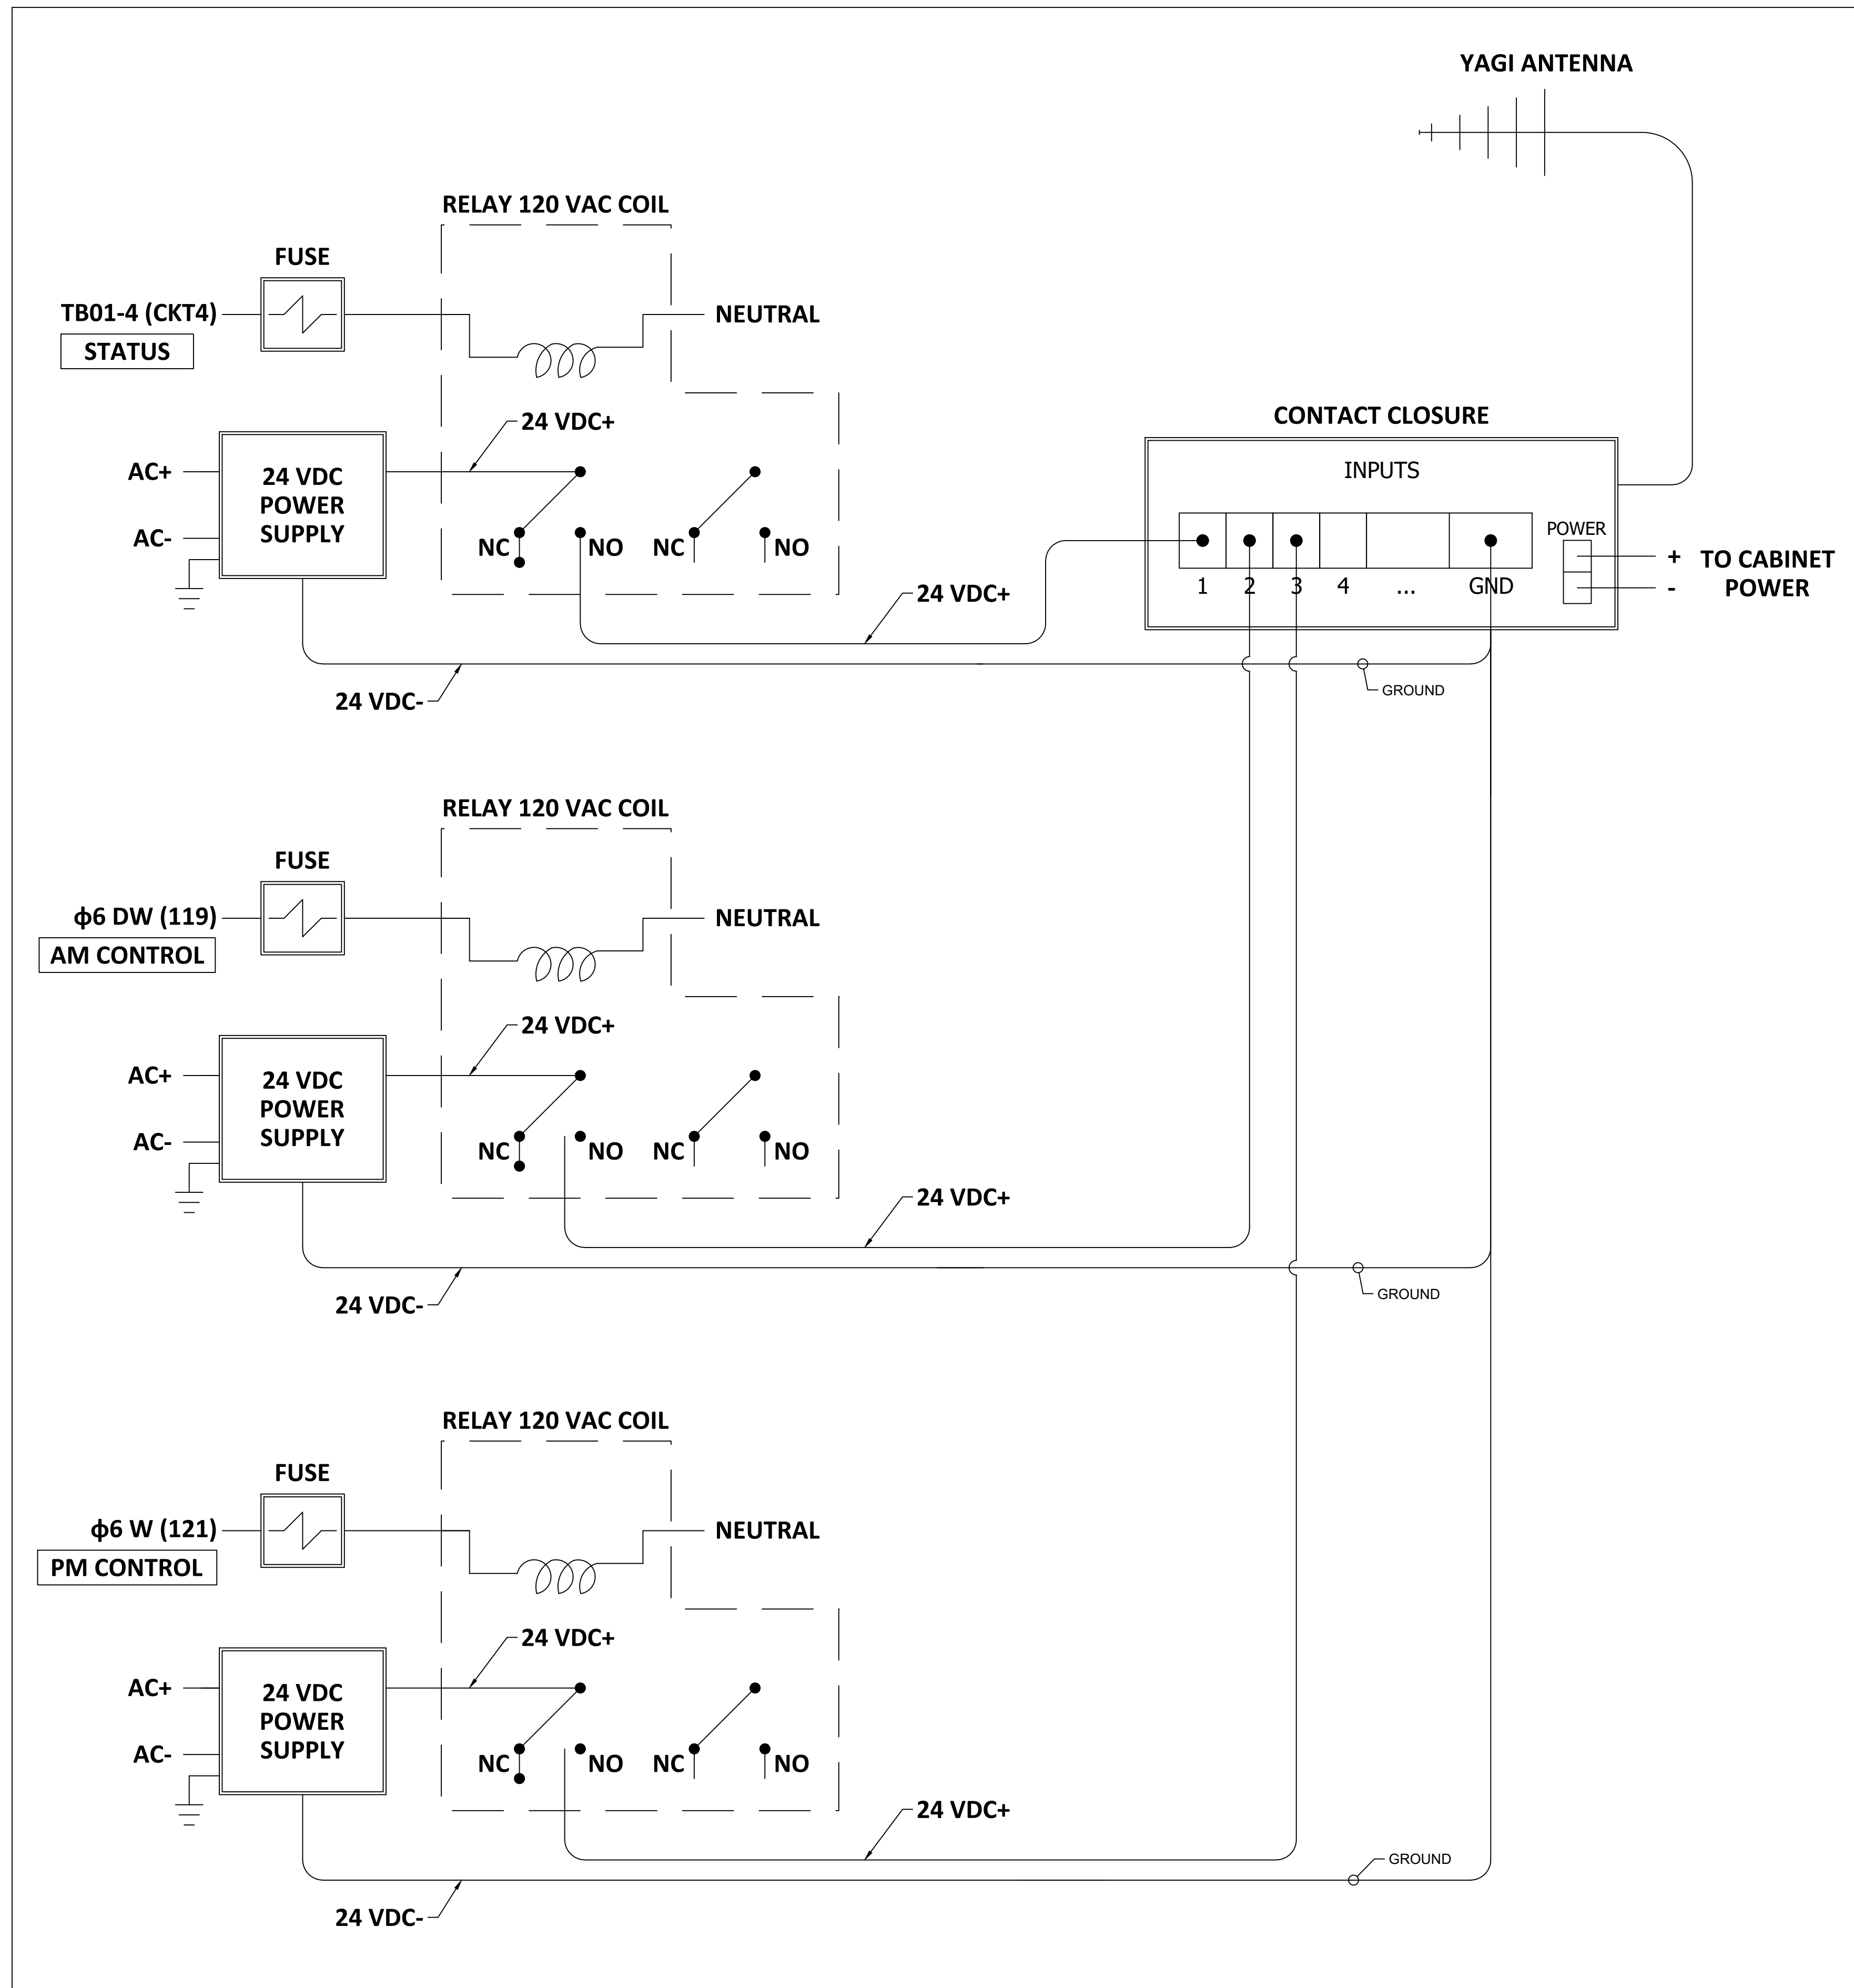 YAGI ANTENNA
RELAY 120 VAC COIL
FUSE
TB01-4 (CKT4)
STATUS
NEUTRAL
24 VDC+
CONTACT CLOSURE
INPUTS
AC+
24 VDC
POWER
SUPPLY
AC-
NC
NO
NC
NO
POWER
+
TO CABINET
POWER
-
1
2
3
4
...
GND
24 VDC+
24 VDC-
GROUND
RELAY 120 VAC COIL
FUSE
ϕ6 DW (119)
AM CONTROL
NEUTRAL
24 VDC+
AC+
24 VDC
POWER
SUPPLY
AC-
NC
NO
NC
NO
24 VDC+
24 VDC-
GROUND
RELAY 120 VAC COIL
FUSE
ϕ6 W (121)
PM CONTROL
NEUTRAL
24 VDC+
AC+
24 VDC
POWER
SUPPLY
AC-
NC
NO
NC
NO
24 VDC+
GROUND
24 VDC-